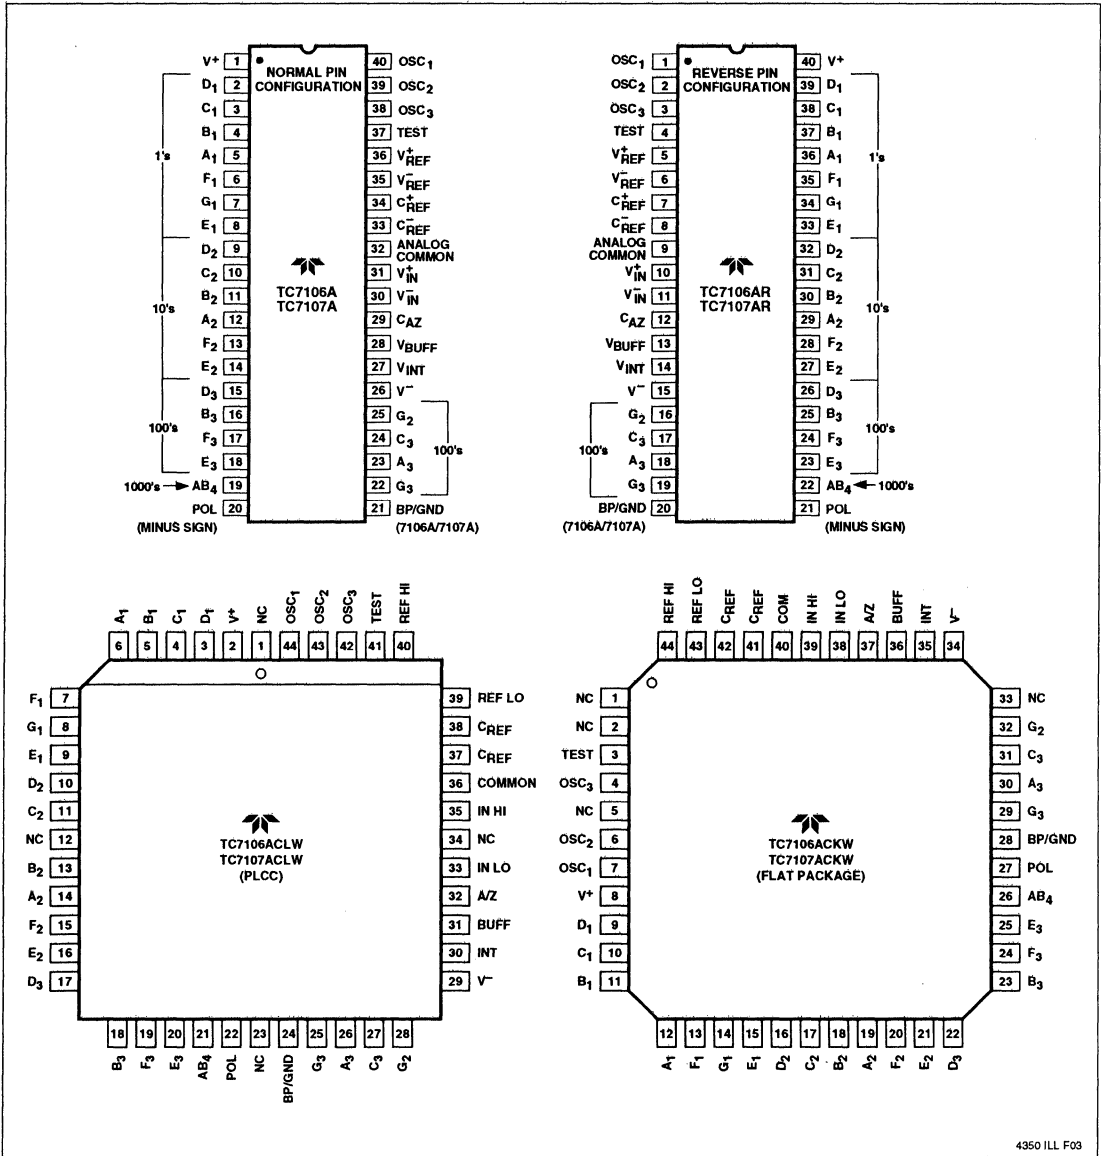 V+ 1 NORMAL PIN CONFIGURATION 40 OSC1
D1 2 39 OSC2
C1 3 38 OSC3
B1 4 37 TEST
1's
A1 5 36 V+REF
F1 6 35 V–REF
G1 7 34 C+REF
E1 8 33 C–REF
D2 9 32 ANALOG COMMON
C2 10 31 V+IN
B2 11 TC7106A 30 V–IN
10's
A2 12 TC7107A 29 CAZ
F2 13 28 VBUFF
E2 14 27 VINT
D3 15 26 V–
B3 16 25 G2
100's
F3 17 24 C3
100's
E3 18 23 A3
1000's AB4 19 22 G3
POL 20 21 BP/GND
(MINUS SIGN) (7106A/7107A)
OSC1 1 REVERSE PIN CONFIGURATION 40 V+
OSC2 2 39 D1
OSC3 3 38 C1
TEST 4 37 B1
V+REF 5 36 A1
1's
V–REF 6 35 F1
C+REF 7 34 G1
C–REF 8 33 E1
ANALOG COMMON 9 32 D2
V+IN 10 31 C2
V–IN 11 TC7106AR 30 B2
10's
CAZ 12 TC7107AR 29 A2
VBUFF 13 28 F2
VINT 14 27 E2
V– 15 26 D3
G2 16 25 B3
100's
C3 17 24 F3
100's
A3 18 23 E3
G3 19 22 AB4 1000's
BP/GND 20 21 POL
(7106A/7107A) (MINUS SIGN)
A1 B1 C1 D1 V+ NC OSC1 OSC2 OSC3 TEST REF HI
6 5 4 3 2 1 44 43 42 41 40
F1 7 39 REF LO
G1 8 38 CREF
E1 9 37 CREF
D2 10 36 COMMON
C2 11 35 IN HI
NC 12 34 NC
TC7106ACLW
TC7107ACLW
(PLCC)
B2 13 33 IN LO
A2 14 32 A/Z
F2 15 31 BUFF
E2 16 30 INT
D3 17 29 V–
18 19 20 21 22 23 24 25 26 27 28
B3 F3 E3 AB4 POL NC BP/GND G3 A3 C3 G2
REF HI REF LO CREF CREF COM IN HI IN LO A/Z BUFF INT V–
44 43 42 41 40 39 38 37 36 35 34
NC 1 33 NC
NC 2 32 G2
TEST 3 31 C3
OSC3 4 30 A3
NC 5 29 G3
OSC2 6 28 BP/GND
TC7106ACKW
TC7107ACKW
(FLAT PACKAGE)
OSC1 7 27 POL
V+ 8 26 AB4
D1 9 25 E3
C1 10 24 F3
B1 11 23 B3
12 13 14 15 16 17 18 19 20 21 22
A1 F1 G1 E1 D2 C2 B2 A2 F2 E2 D3
4350 ILL F03